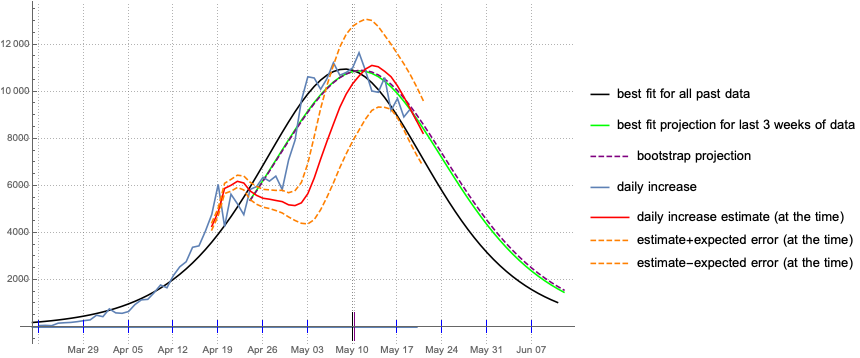 12 000
10 000
8000
6000
4000
2000
Mar 29 Apr 05 Apr 12 Apr 19 Apr 26 May 03 May 10 May 17 May 24 May 31 Jun 07
best fit for all past data
best fit projection for last 3 weeks of data
bootstrap projection
daily increase
daily increase estimate (at the time)
estimate+expected error (at the time)
estimate−expected error (at the time)